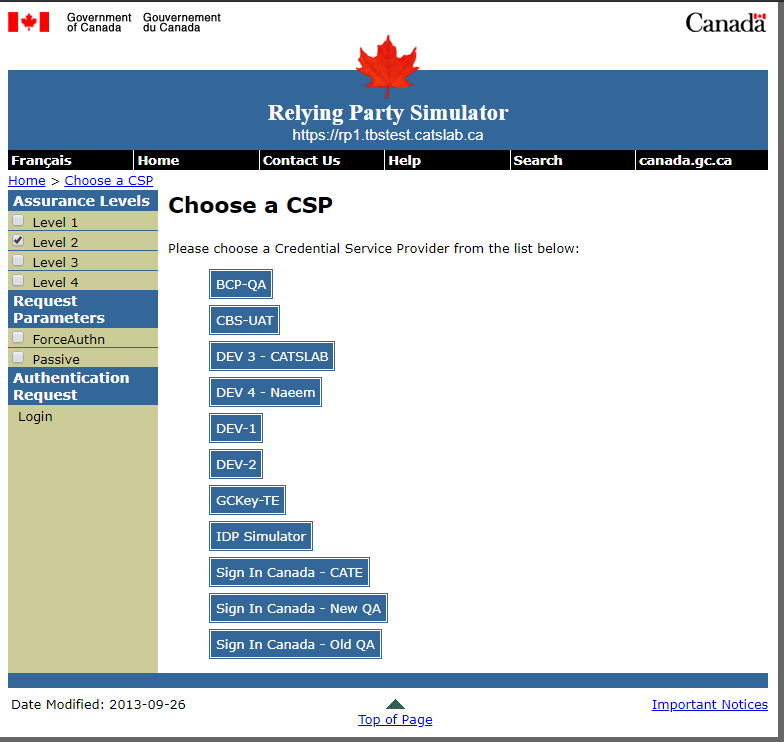 Government of Canada
Gouvernement du Canada
Canada
Relying Party Simulator
https://rp1.tbstest.catslab.ca
Français Home Contact Us Help Search canada.gc.ca
Home > Choose a CSP
Assurance Levels
Level 1
Level 2
Level 3
Level 4
Request
Parameters
ForceAuthn
Passive
Authentication
Request
Login
Choose a CSP
Please choose a Credential Service Provider from the list below:
BCP-QA
CBS-UAT
DEV 3 - CATSLAB
DEV 4 - Naeem
DEV-1
DEV-2
GCKey-TE
IDP Simulator
Sign In Canada - CATE
Sign In Canada - New QA
Sign In Canada - Old QA
Date Modified: 2013-09-26
Top of Page
Important Notices